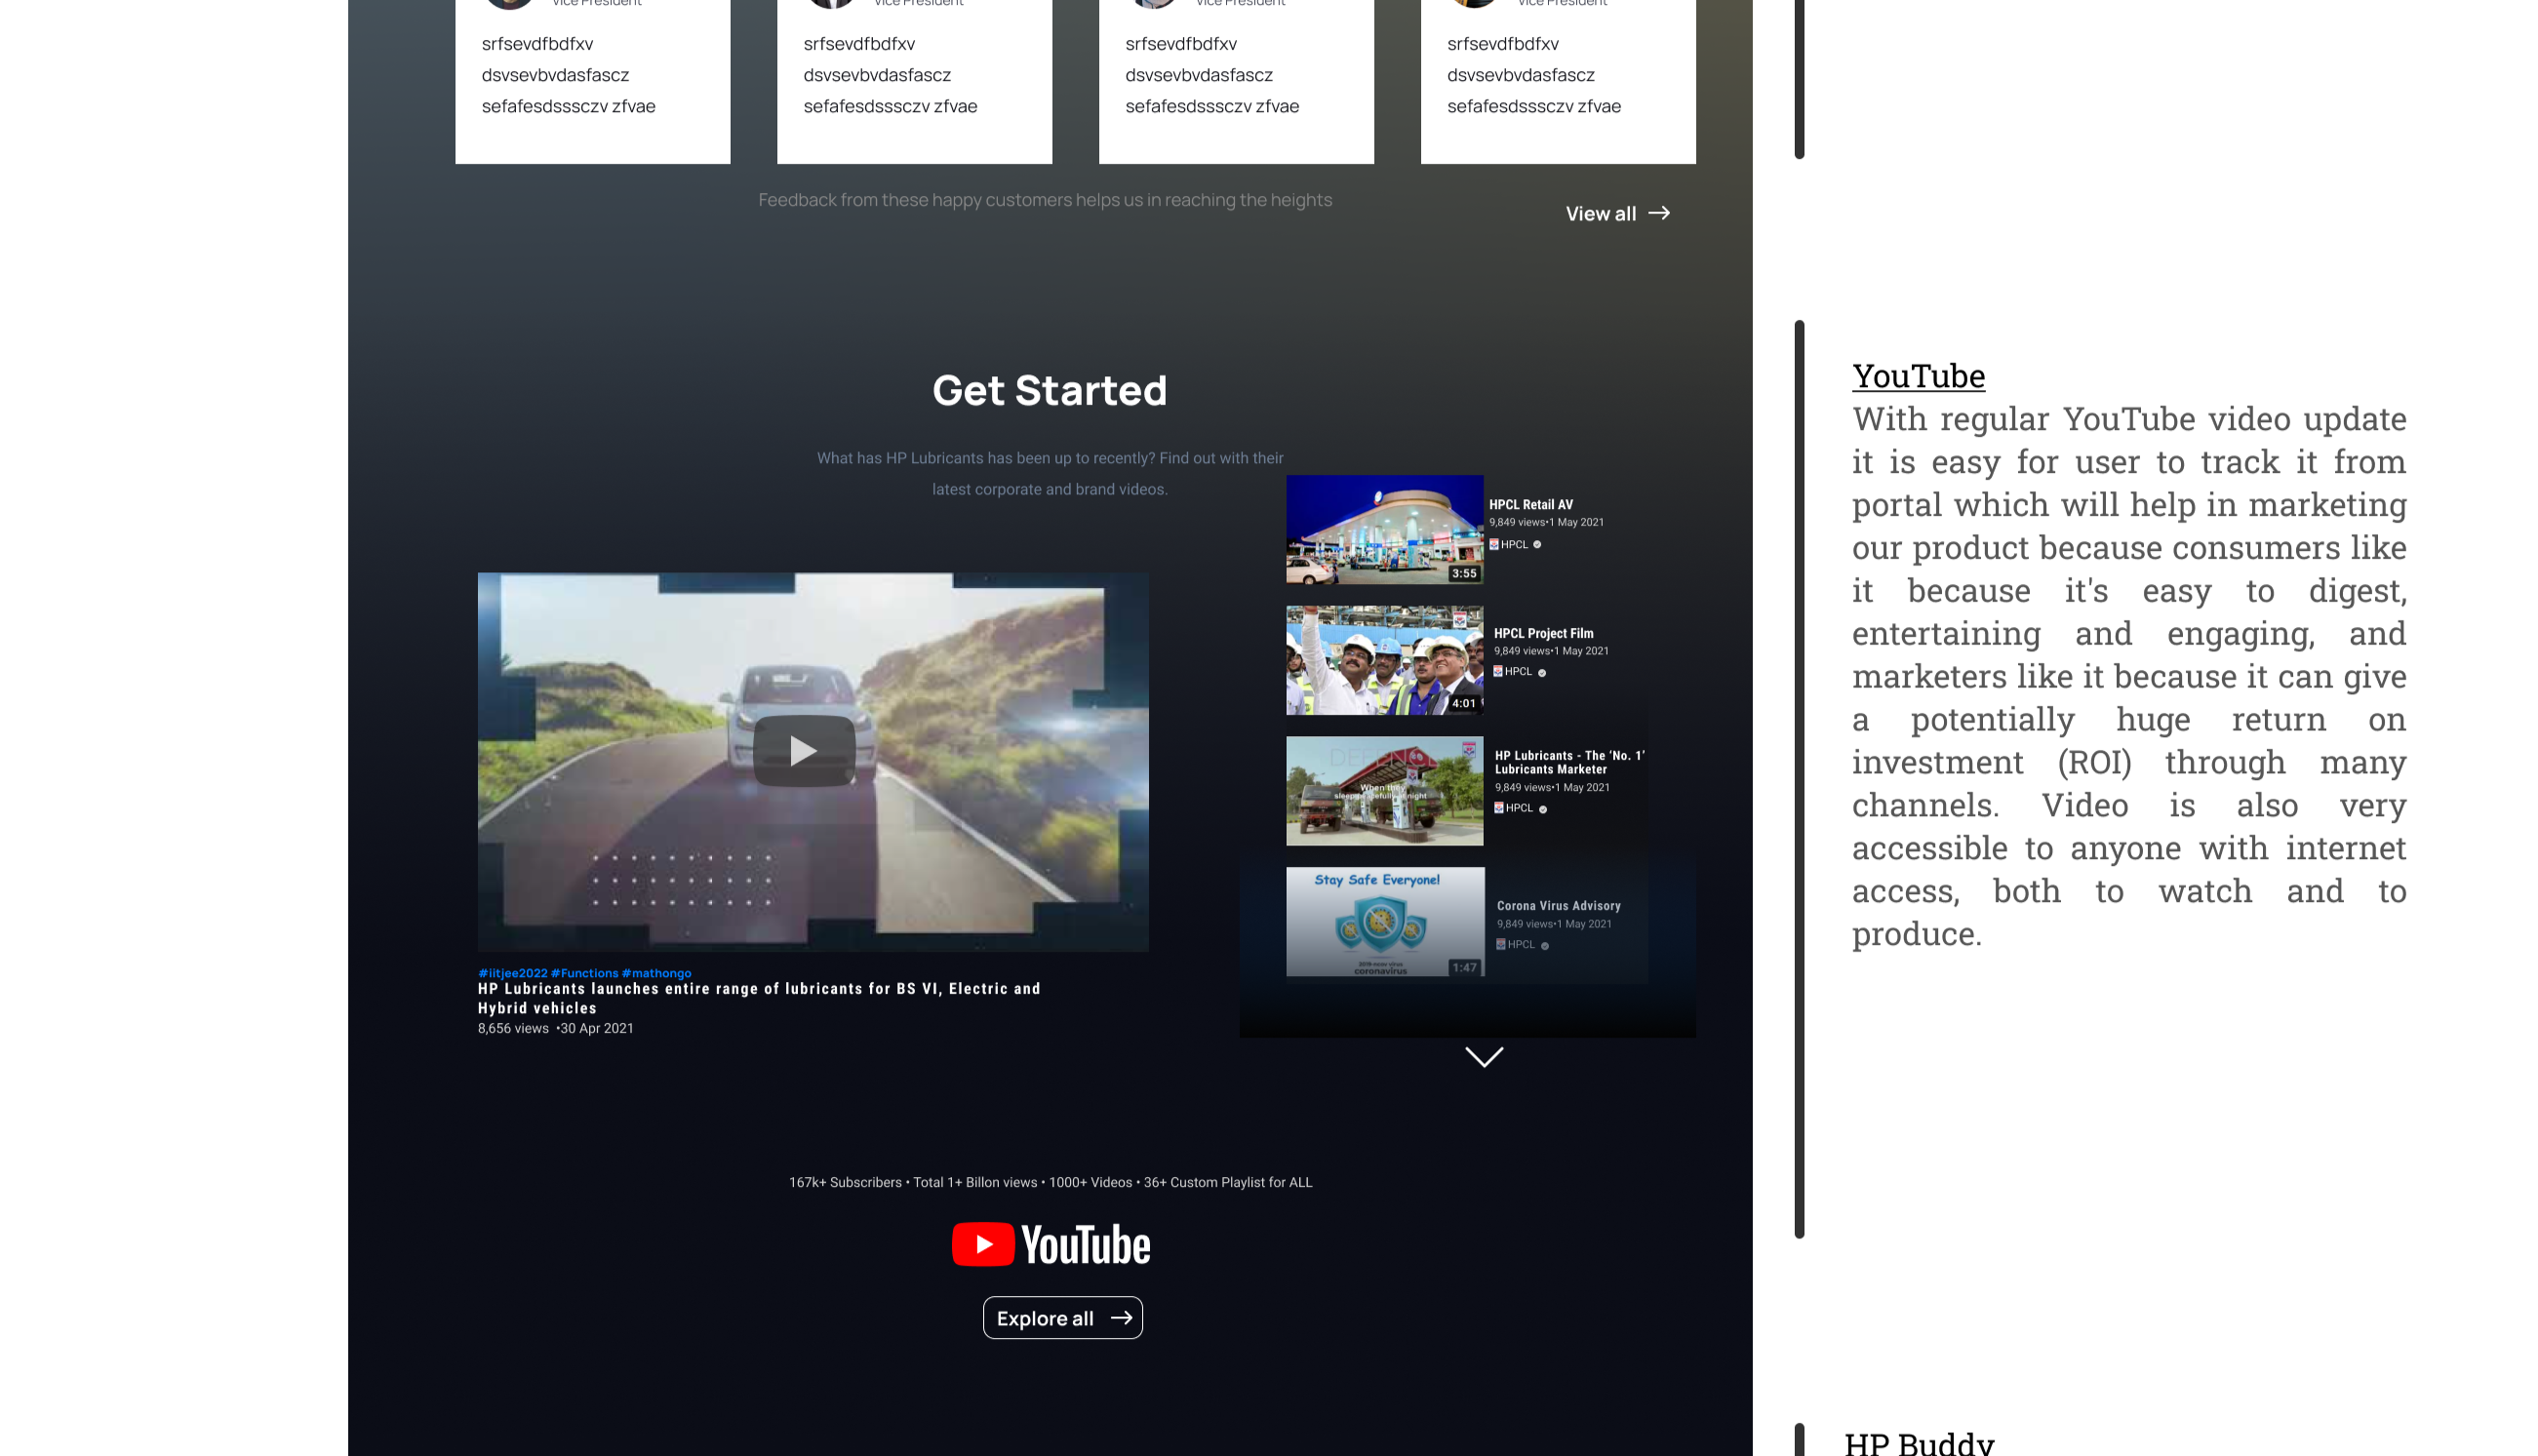 Vice President
Vice President
Vice President
Vice President
srfsevdfbdfxv
dsvsevbvdasfascz
sefafesdsssczv zfvae
srfsevdfbdfxv
dsvsevbvdasfascz
sefafesdsssczv zfvae
srfsevdfbdfxv
dsvsevbvdasfascz
sefafesdsssczv zfvae
srfsevdfbdfxv
dsvsevbvdasfascz
sefafesdsssczv zfvae
Feedback from these happy customers helps us in reaching the heights
View all
Get Started
What has HP Lubricants has been up to recently? Find out with their
latest corporate and brand videos.
#iitjee2022 #Functions #mathongo
HP Lubricants launches entire range of lubricants for BS VI, Electric and
Hybrid vehicles
8,656 views •30 Apr 2021
3:55
HPCL Retail AV
9,849 views•1 May 2021
HPCL
4:01
HPCL Project Film
9,849 views•1 May 2021
HPCL
When they
HP Lubricants - The ‘No. 1’
Lubricants Marketer
9,849 views•1 May 2021
HPCL
Stay Safe Everyone!
coronavirus
1:47
Corona Virus Advisory
9,849 views•1 May 2021
HPCL
167k+ Subscribers • Total 1+ Billon views • 1000+ Videos • 36+ Custom Playlist for ALL
YouTube
Explore all
YouTube
With regular YouTube video update
it is easy for user to track it from
portal which will help in marketing
our product because consumers like
it because it's easy to digest,
entertaining and engaging, and
marketers like it because it can give
a potentially huge return on
investment (ROI) through many
channels. Video is also very
accessible to anyone with internet
access, both to watch and to
produce.
HP Buddy